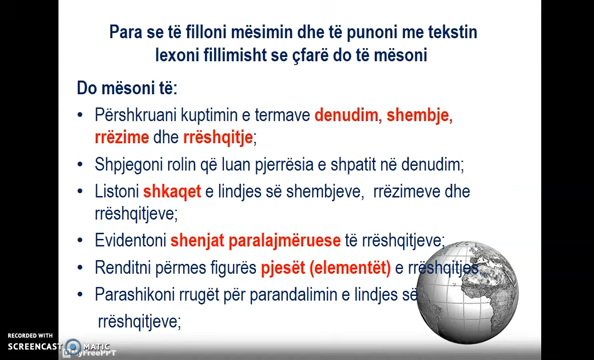 Para se të filloni mësimin dhe të punoni me tekstin
lexoni fillimisht se çfarë do të mësoni
Do mësoni të:
• Përshkruani kuptimin e termave denudim, shembje,
rrëzime dhe rrëshqitje;
• Shpjegoni rolin që luan pjerrësia e shpatit në denudim;
• Listoni shkaqet e lindjes së shembjeve, rrëzimeve dhe
rrëshqitjeve;
• Evidentoni shenjat paralajmëruese të rrëshqitjeve;
• Renditni përmes figurës pjesët (elementët) e rrëshqitjes
• Parashikoni rrugët për parandalimin e lindjes së
rrëshqitjeve;
RECORDED WITH
SCREENCAST MATIC
MyFreePPT